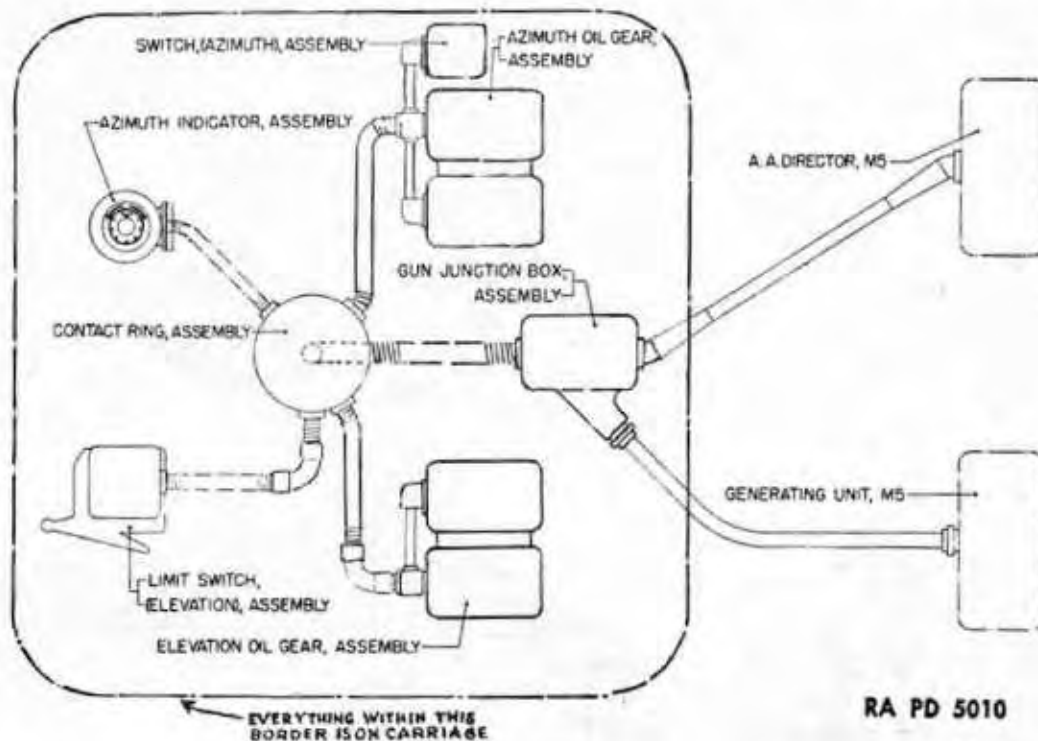 SWITCH,(AZIMUTH), ASSEMBLY
AZIMUTH OIL GEAR,
ASSEMBLY
AZIMUTH INDICATOR, ASSEMBLY
A.A. DIRECTOR, M5
GUN JUNCTION BOX,
ASSEMBLY
CONTACT RING, ASSEMBLY
GENERATING UNIT, M5
LIMIT SWITCH,
(ELEVATION), ASSEMBLY
ELEVATION OIL GEAR, ASSEMBLY
EVERYTHING WITHIN THIS
BORDER IS ON CARRIAGE
RA PD 5010